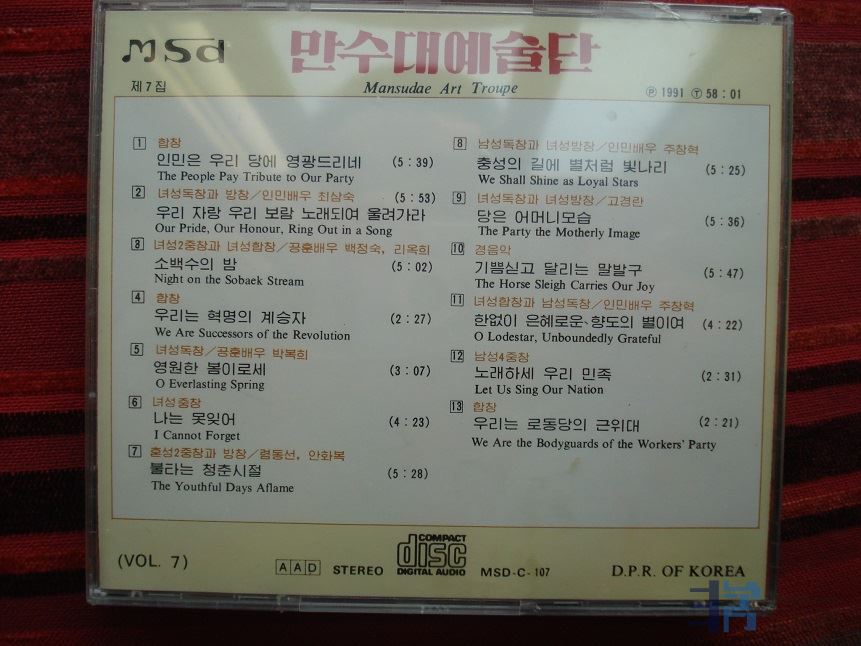 msd
만수대예술단
제7집
Mansudae Art Troupe
Ⓟ 1991 Ⓣ 58 : 01
1 함창
인민은 우리 당에 영광드리네 (5 : 39)
The People Pay Tribute to Our Party
2 녀성독창과 방창/인민배우 최삼숙 (5 : 53)
우리 자랑 우리 보람 노래되여 울려가라
Our Pride, Our Honour, Ring Out in a Song
3 녀성2중창과 녀성함창/공훈배우 백정숙, 리옥희
소백수의 밤 (5 : 02)
Night on the Sobaek Stream
4 함창
우리는 혁명의 계승자 (2 : 27)
We Are Successors of the Revolution
5 녀성독창/공훈배우 박복희
영원한 봄이로세 (3 : 07)
O Everlasting Spring
6 녀성중창
나는 못잊어 (4 : 23)
I Cannot Forget
7 혼성2중창과 방창/렴동선, 안화복
불타는 청춘시절 (5 : 28)
The Youthful Days Aflame
8 남성독창과 녀성방창/인민배우 주창혁
충성의 길에 별처럼 빛나리 (5 : 25)
We Shall Shine as Loyal Stars
9 녀성독창과 녀성방창/고경란
당은 어머니모습 (5 : 36)
The Party the Motherly Image
10 경음악
기쁨싣고 달리는 말발구 (5 : 47)
The Horse Sleigh Carries Our Joy
11 녀성함창과 남성독창/인민배우 주창혁
한없이 은혜로운 향도의 별이여 (4 : 22)
O Lodestar, Unboundedly Grateful
12 남성4중창
노래하세 우리 민족 (2 : 31)
Let Us Sing Our Nation
13 함창
우리는 로동당의 근위대 (2 : 21)
We Are the Bodyguards of the Workers' Party
(VOL. 7)
AAD STEREO
COMPACT
disc
DIGITAL AUDIO
MSD-C-107
D.P.R. OF KOREA